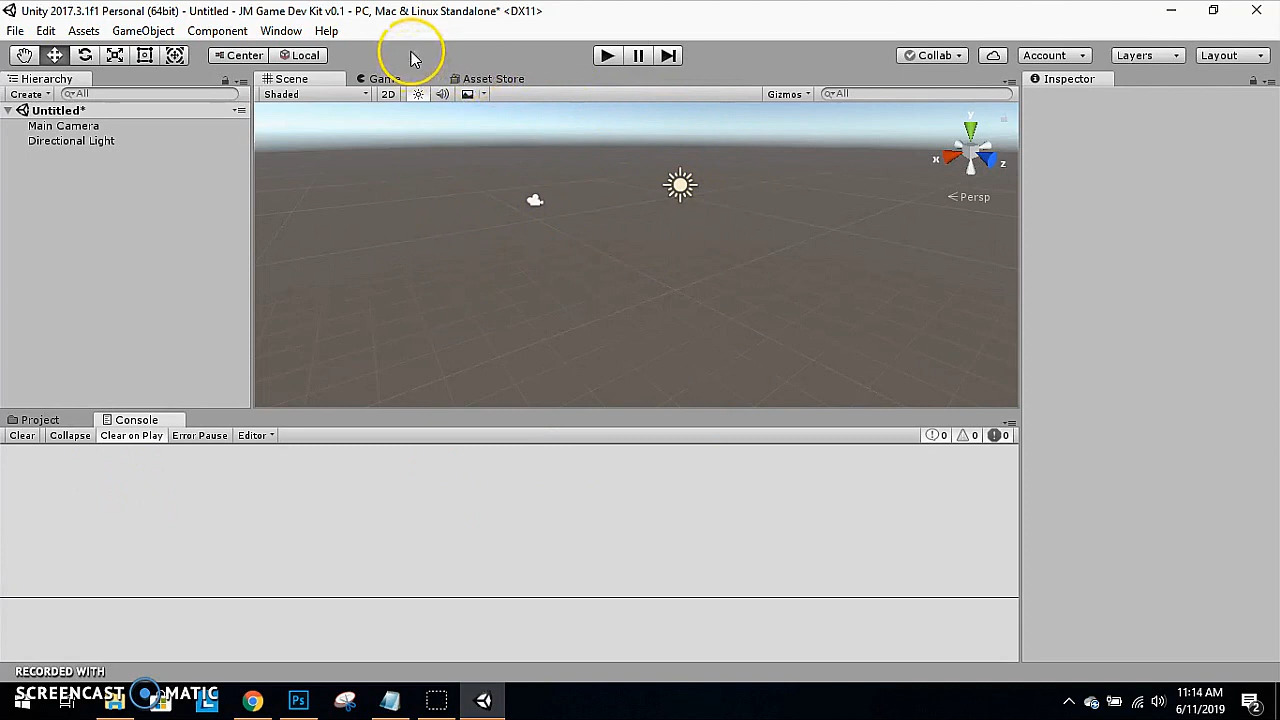 Unity 2017.3.1f1 Personal (64bit) - Untitled - JM Game Dev Kit v0.1 - PC, Mac & Linux Standalone* <DX11>
File Edit Assets GameObject Component Window Help
Center Local Collab Account Layers Layout
Hierarchy Scene Game Asset Store Inspector
Create All Shaded 2D Gizmos All
Untitled*
Main Camera
Directional Light
y
x z
Persp
Project Console
Clear Collapse Clear on Play Error Pause Editor 0 0 0
RECORDED WITH
SCREENCAST MATIC
Ps
11:14 AM
6/11/2019
2